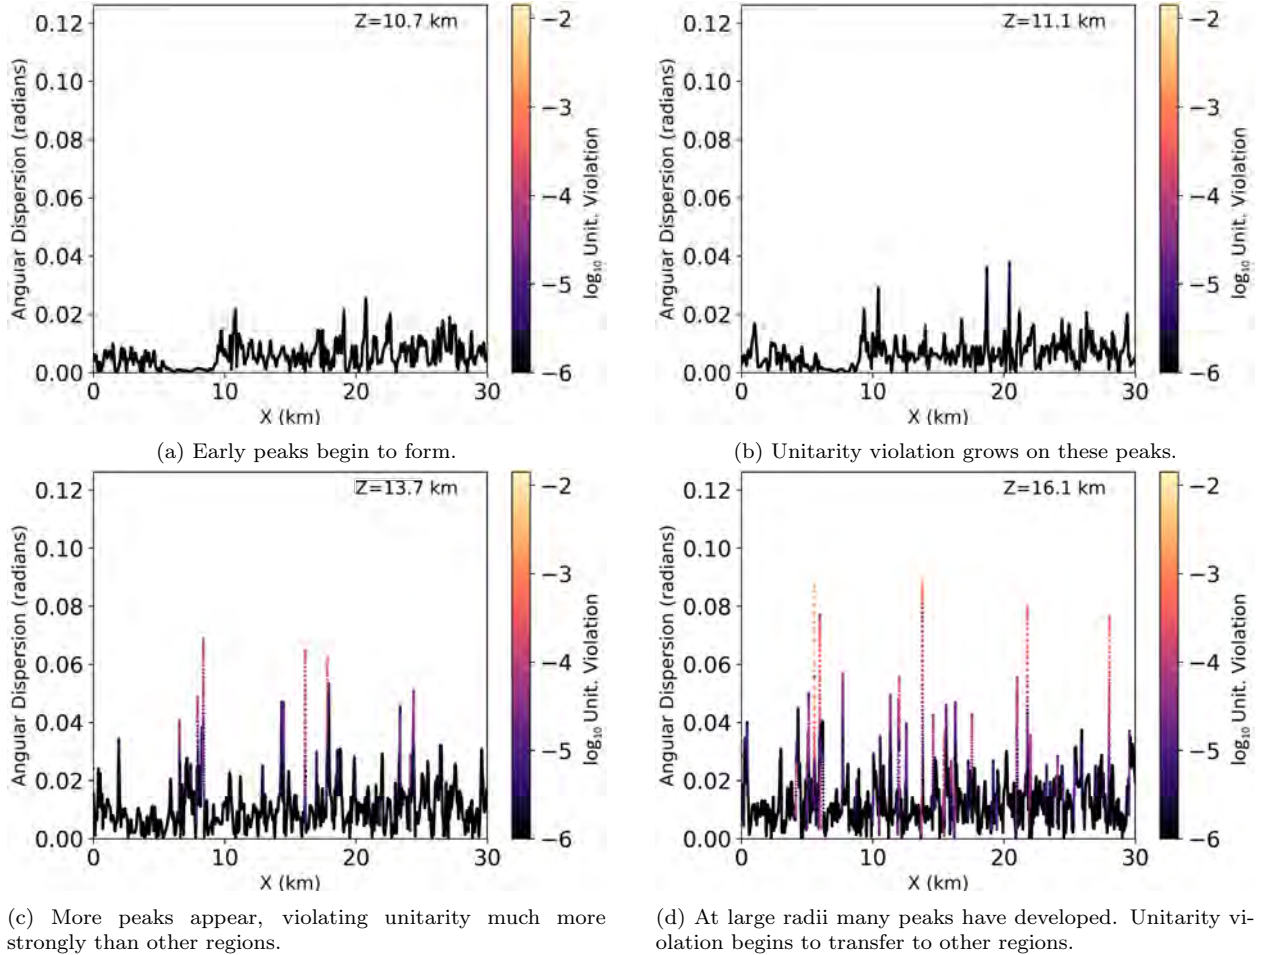 Z=10.7 km
0.12
0.10
0.08
0.06
0.04
0.02
0.00
Angular Dispersion (radians)
0
10
20
30
X (km)
−2
−3
−4
−5
−6
log₁₀ Unit. Violation
(a) Early peaks begin to form.
Z=11.1 km
0.12
0.10
0.08
0.06
0.04
0.02
0.00
Angular Dispersion (radians)
0
10
20
30
X (km)
−2
−3
−4
−5
−6
log₁₀ Unit. Violation
(b) Unitarity violation grows on these peaks.
Z=13.7 km
0.12
0.10
0.08
0.06
0.04
0.02
0.00
Angular Dispersion (radians)
0
10
20
30
X (km)
−2
−3
−4
−5
−6
log₁₀ Unit. Violation
(c) More peaks appear, violating unitarity much more
strongly than other regions.
Z=16.1 km
0.12
0.10
0.08
0.06
0.04
0.02
0.00
Angular Dispersion (radians)
0
10
20
30
X (km)
−2
−3
−4
−5
−6
log₁₀ Unit. Violation
(d) At large radii many peaks have developed. Unitarity vi-
olation begins to transfer to other regions.